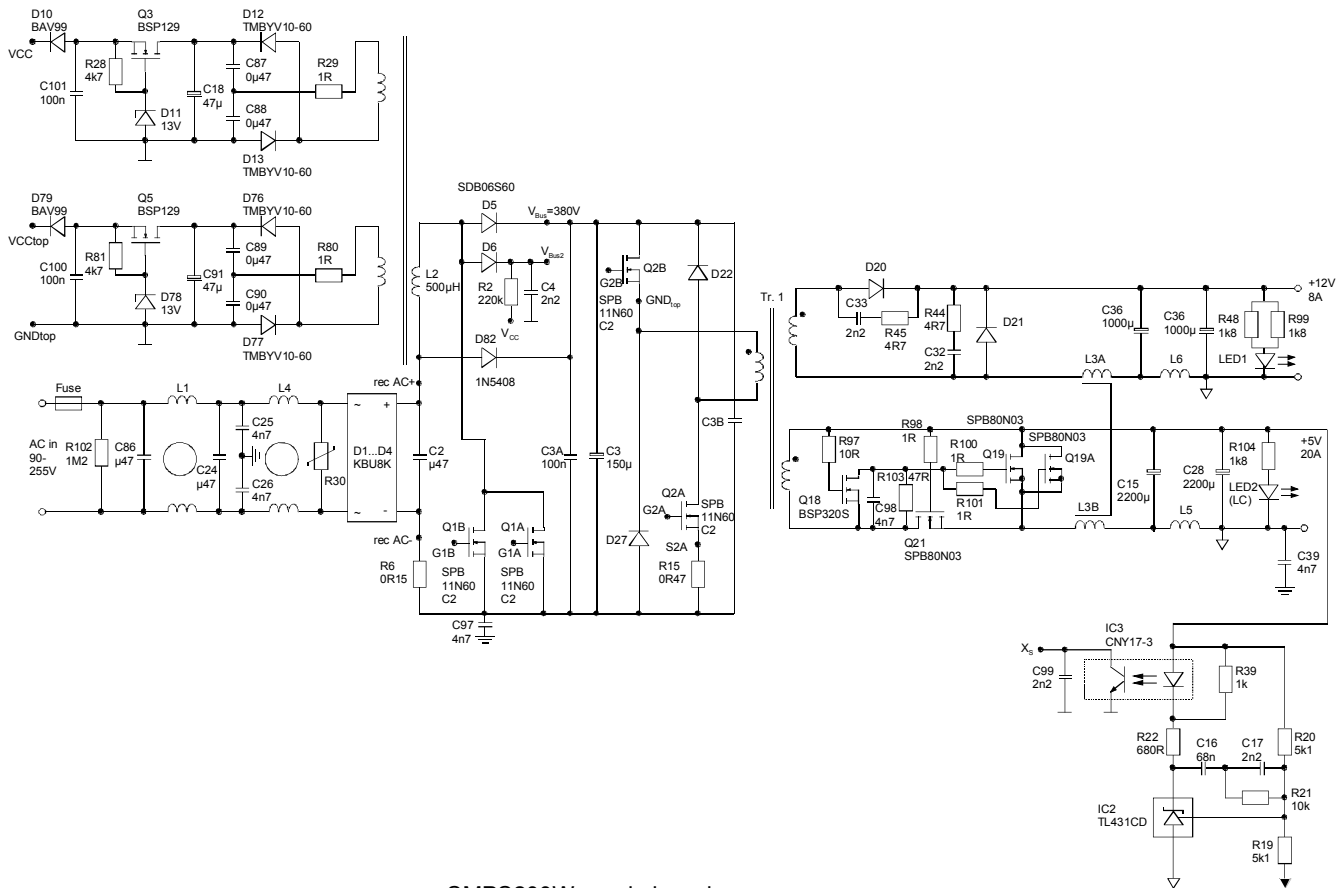 D10
BAV99
Q3
BSP129
D12
TMBYV10-60
VCC
R28
4k7
C87
0µ47
R29
1R
C101
100n
C18
47µ
C88
0µ47
D11
13V
D13
TMBYV10-60
D79
BAV99
Q5
BSP129
D76
TMBYV10-60
VCCtop
R81
4k7
C89
0µ47
R80
1R
C100
100n
C91
47µ
C90
0µ47
D78
13V
GNDtop
D77
TMBYV10-60
SDB06S60
D5
VBus=380V
D6
VBus2
L2
500µH
R2
220k
C4
2n2
VCC
D82
1N5408
Q2B
G2B
SPB
11N60
C2
GNDtop
D22
Tr. 1
Fuse
L1
L4
rec AC+
AC in
90-
255V
R102
1M2
C86
µ47
C24
µ47
C25
4n7
C26
4n7
R30
~ +
D1...D4
KBU8K
~ -
C2
µ47
rec AC-
R6
0R15
Q1B
G1B
SPB
11N60
C2
Q1A
G1A
SPB
11N60
C2
C97
4n7
C3A
100n
C3
150µ
C3B
Q2A
G2A
SPB
11N60
C2
S2A
D27
R15
0R47
D20
C33
2n2
R45
4R7
R44
4R7
C32
2n2
D21
L3A
C36
1000µ
C36
1000µ
L6
R48
1k8
R99
1k8
LED1
+12V
8A
R97
10R
R98
1R
R100
1R
SPB80N03
Q19
SPB80N03
Q19A
R103
47R
R101
1R
Q18
BSP320S
C98
4n7
Q21
SPB80N03
L3B
C15
2200µ
C28
2200µ
L5
R104
1k8
LED2
(LC)
+5V
20A
C39
4n7
IC3
CNY17-3
XS
C99
2n2
R39
1k
R22
680R
C16
68n
C17
2n2
R20
5k1
R21
10k
IC2
TL431CD
R19
5k1